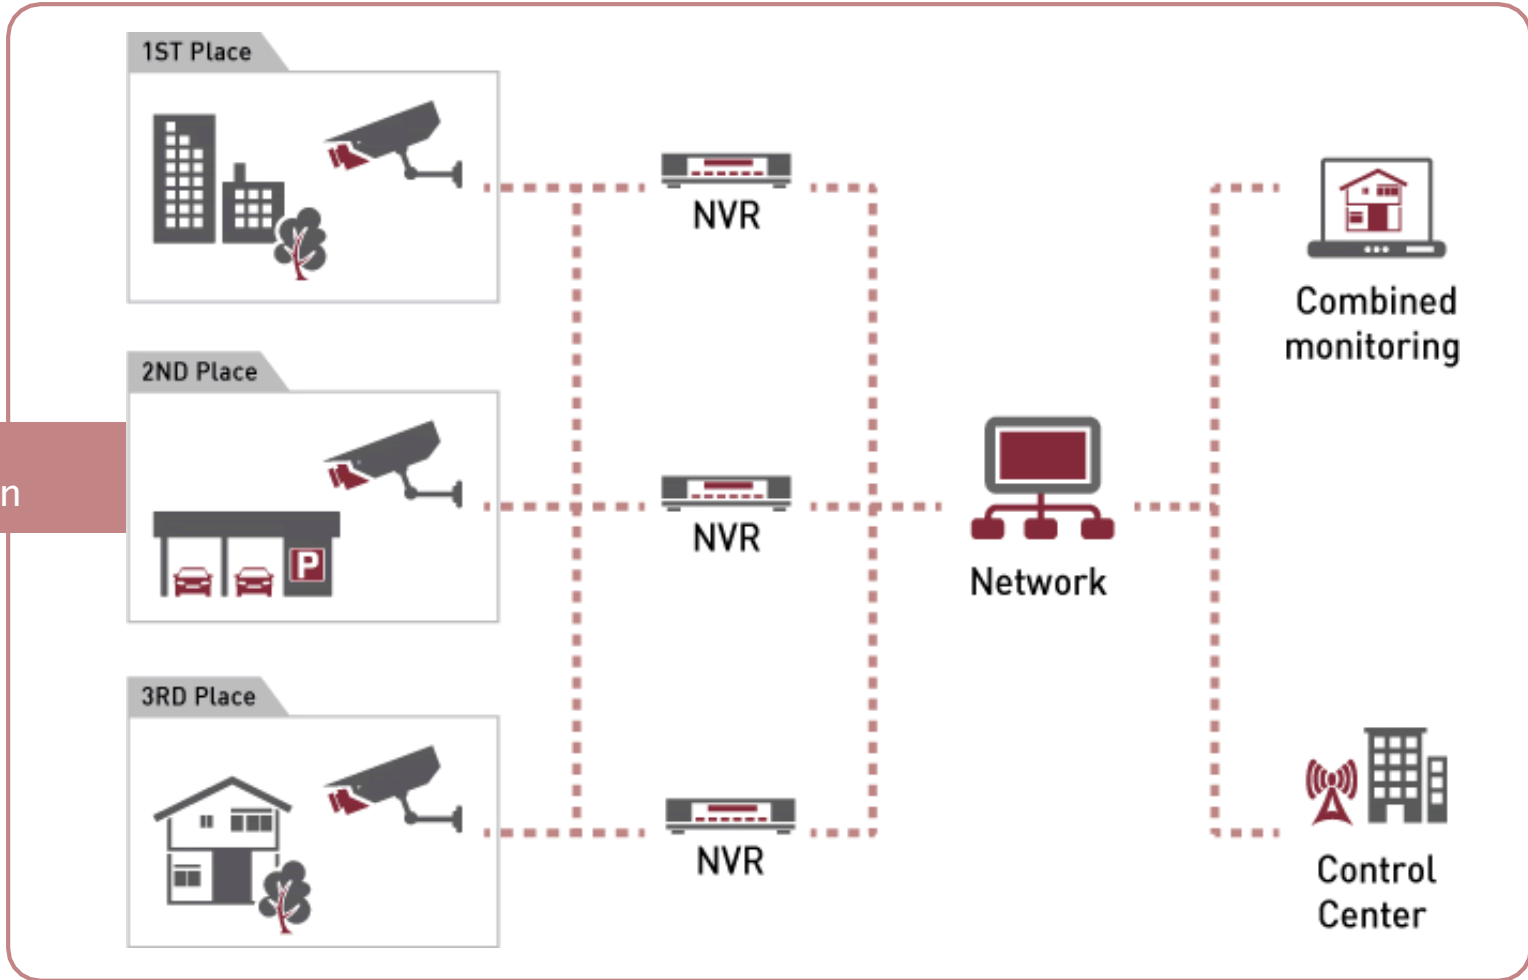 1ST Place
NVR
Combined
monitoring
2ND Place
n
P
NVR
Network
3RD Place
NVR
Control
Center